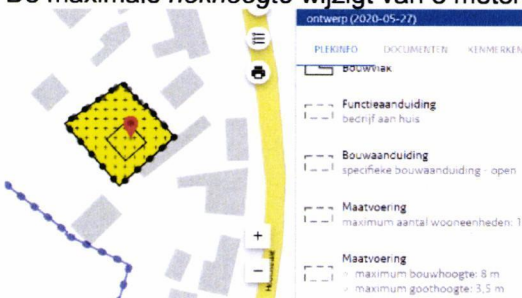 De maximale nokhoogte wijzigt van 8 meter
ontwerp (2020-05-27)
PLEKINFO DOCUMENTEN KENMERKEN
Bouwvlak
Functieaanduiding
bedrijf aan huis
Bouwaanduiding
specifieke bouwaanduiding - open
Maatvoering
maximum aantal wooneenheden: 1
Maatvoering
- maximum bouwhoogte: 8 m
- maximum goothoogte: 3,5 m
+
−